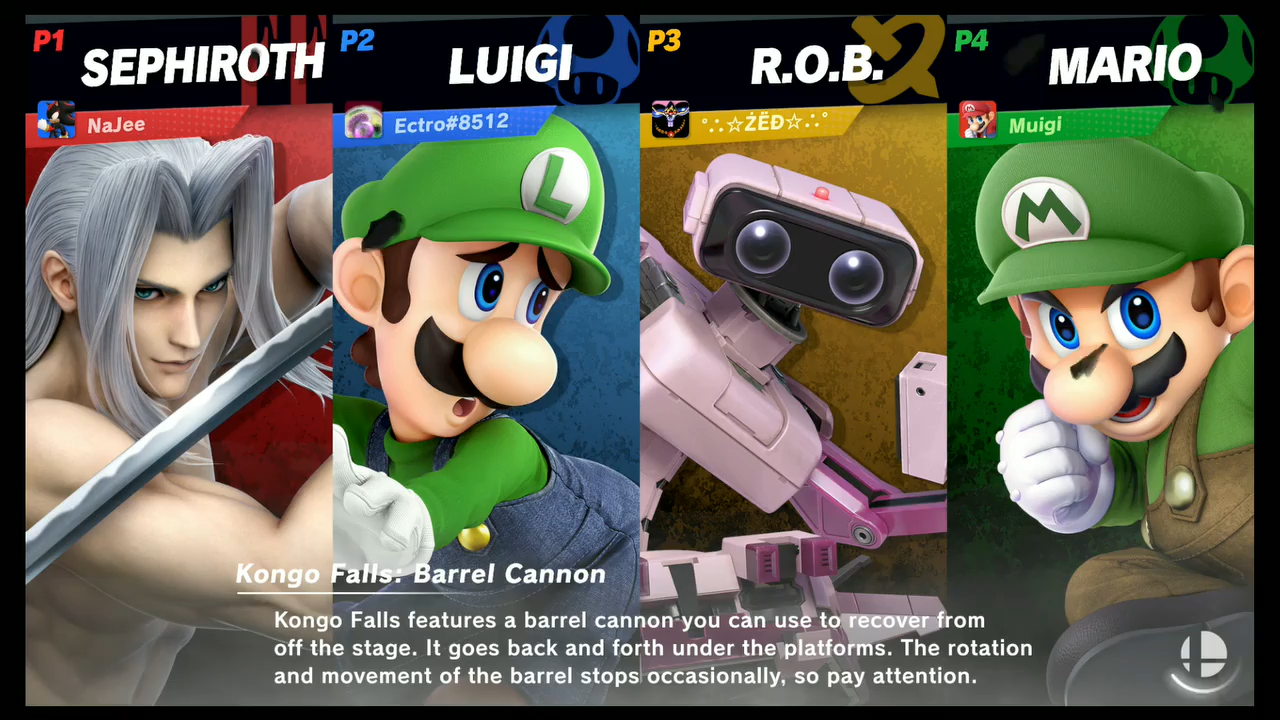 P1
SEPHIROTH
NaJee
P2
LUIGI
Ectro#8512
P3
R.O.B.
°∴☆ŻËĐ☆∴°
P4
MARIO
Muigi
L
M
Kongo Falls: Barrel Cannon
Kongo Falls features a barrel cannon you can use to recover from
off the stage. It goes back and forth under the platforms. The rotation
and movement of the barrel stops occasionally, so pay attention.